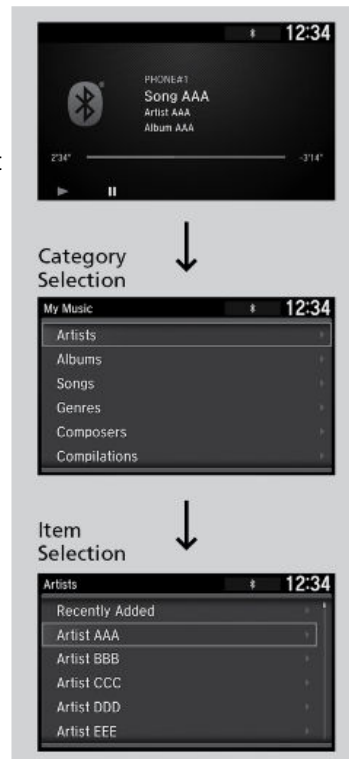 12:34
PHONE#1
Song AAA
Artist AAA
Album AAA
2'34" -3'14"
Category
Selection
My Music 12:34
Artists
Albums
Songs
Genres
Composers
Compilations
Item
Selection
Artists 12:34
Recently Added
Artist AAA
Artist BBB
Artist CCC
Artist DDD
Artist EEE